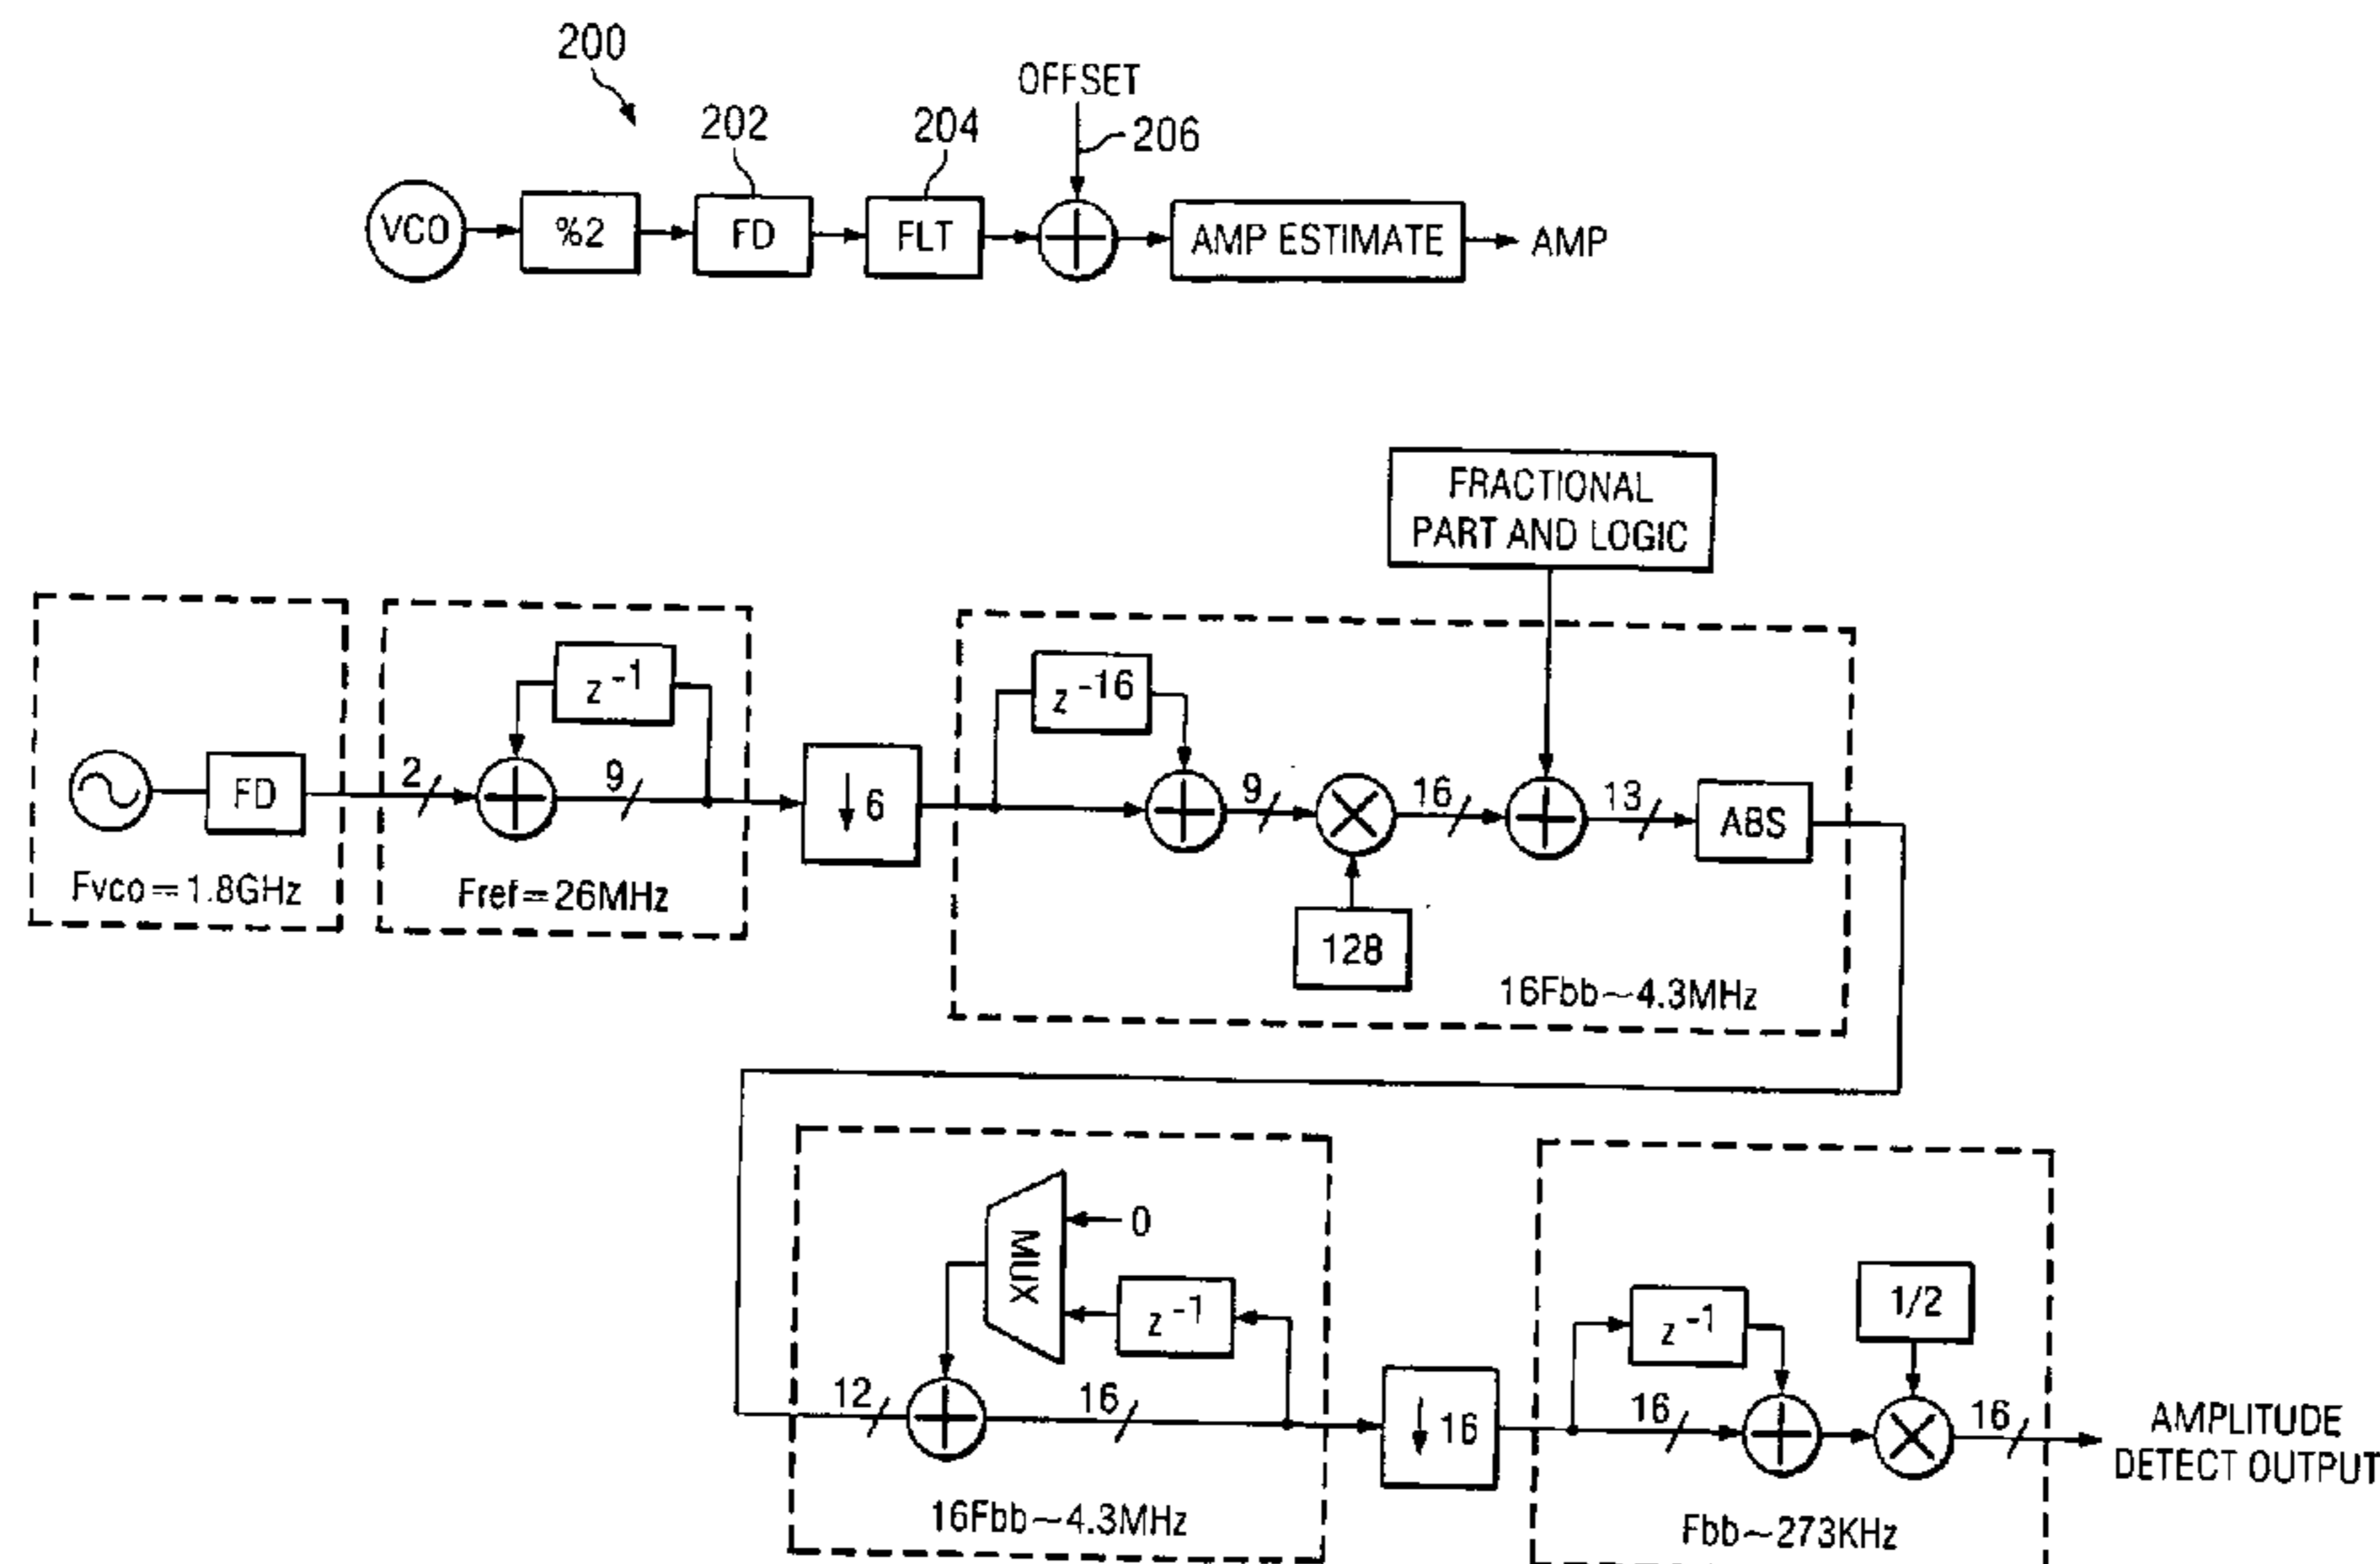 200
202
204
OFFSET
206
VCO
%2
FD
FLT
AMP ESTIMATE
AMP
FRACTIONAL
PART AND LOGIC
z -1
z -16
2
9
FD
6
9
16
13
ABS
128
Fvco=1.8GHz
Fref=26MHz
16Fbb~4.3MHz
0
MUX
z -1
z -1
1/2
12
16
16
16
16
AMPLITUDE
DETECT OUTPUT
16Fbb~4.3MHz
Fbb~273KHz